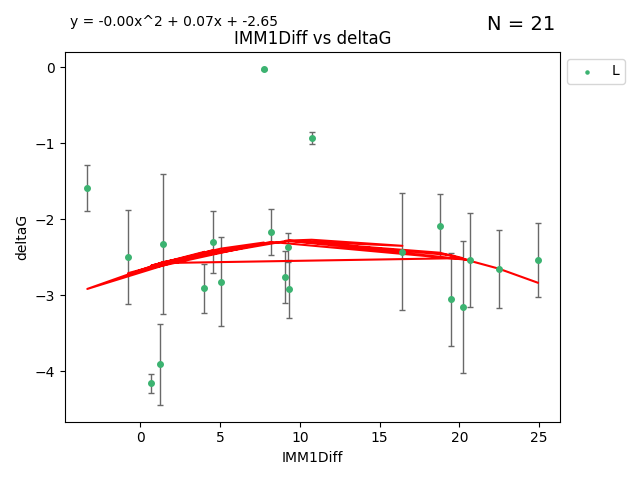 y = -0.00x^2 + 0.07x + -2.65
N = 21
IMM1Diff vs deltaG
L
deltaG
0
−1
−2
−3
−4
0 5 10 15 20 25
IMM1Diff